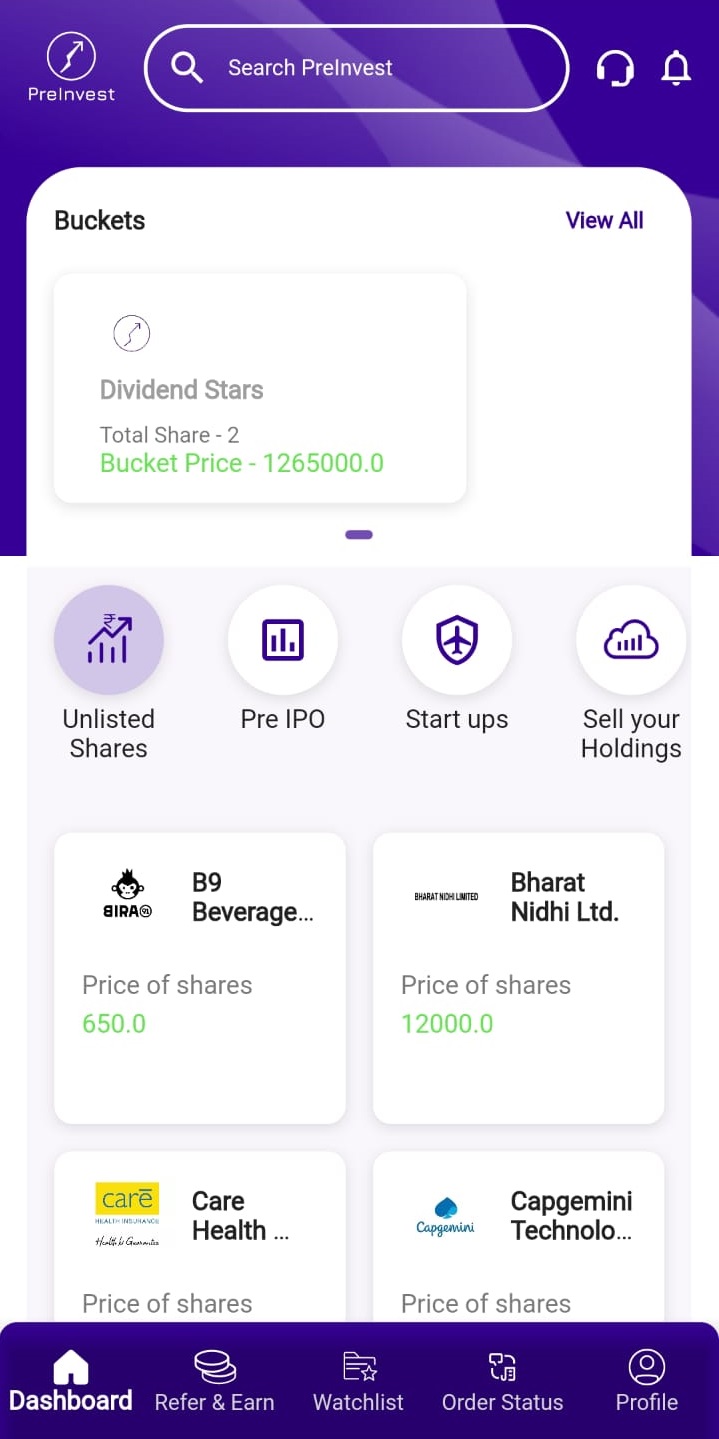 PreInvest
Search PreInvest
Buckets
View All
Dividend Stars
Total Share - 2
Bucket Price - 1265000.0
Unlisted
Shares
Pre IPO
Start ups
Sell your
Holdings
BIRA91
B9
Beverage...
Price of shares
650.0
BHARAT NIDHI LIMITED
Bharat
Nidhi Ltd.
Price of shares
12000.0
care
HEALTH INSURANCE
Care
Health ...
Price of shares
Capgemini
Capgemini
Technolo...
Price of shares
Dashboard
Refer & Earn
Watchlist
Order Status
Profile